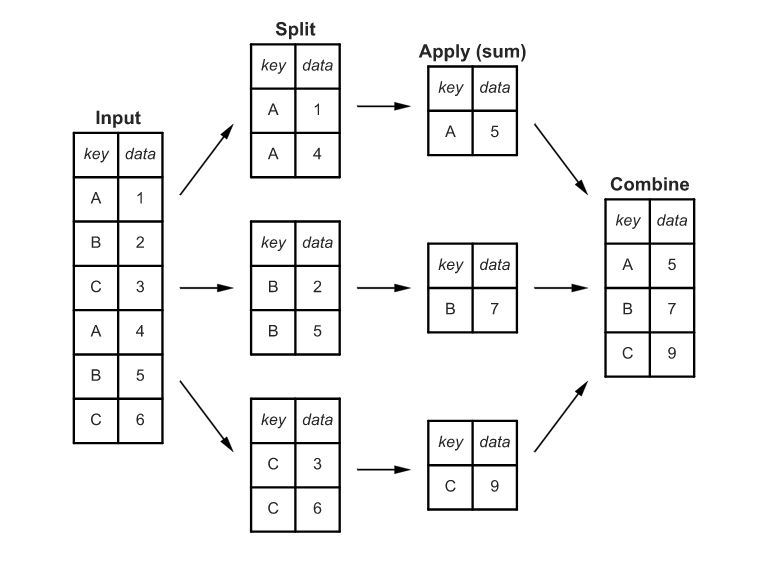 Input
key data
A 1
B 2
C 3
A 4
B 5
C 6
Split
key data
A 1
A 4
key data
B 2
B 5
key data
C 3
C 6
Apply (sum)
key data
A 5
key data
B 7
key data
C 9
Combine
key data
A 5
B 7
C 9